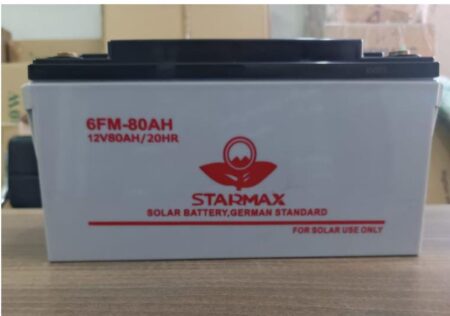 6FM-80AH
12V80AH/20HR
STARMAX
SOLAR BATTERY,GERMAN STANDARD
FOR SOLAR USE ONLY